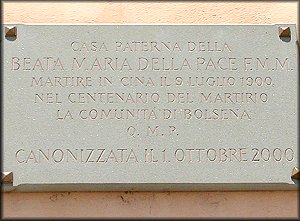 CASA PATERNA DELLA
BEATA MARIA DELLA PACE F.M.M.
MARTIRE IN CINA IL 9 LUGLIO 1900,
NEL CENTENARIO DEL MARTIRIO
LA COMUNITÀ DI BOLSENA
Q. M. P.
CANONIZZATA IL 1. OTTOBRE 2000